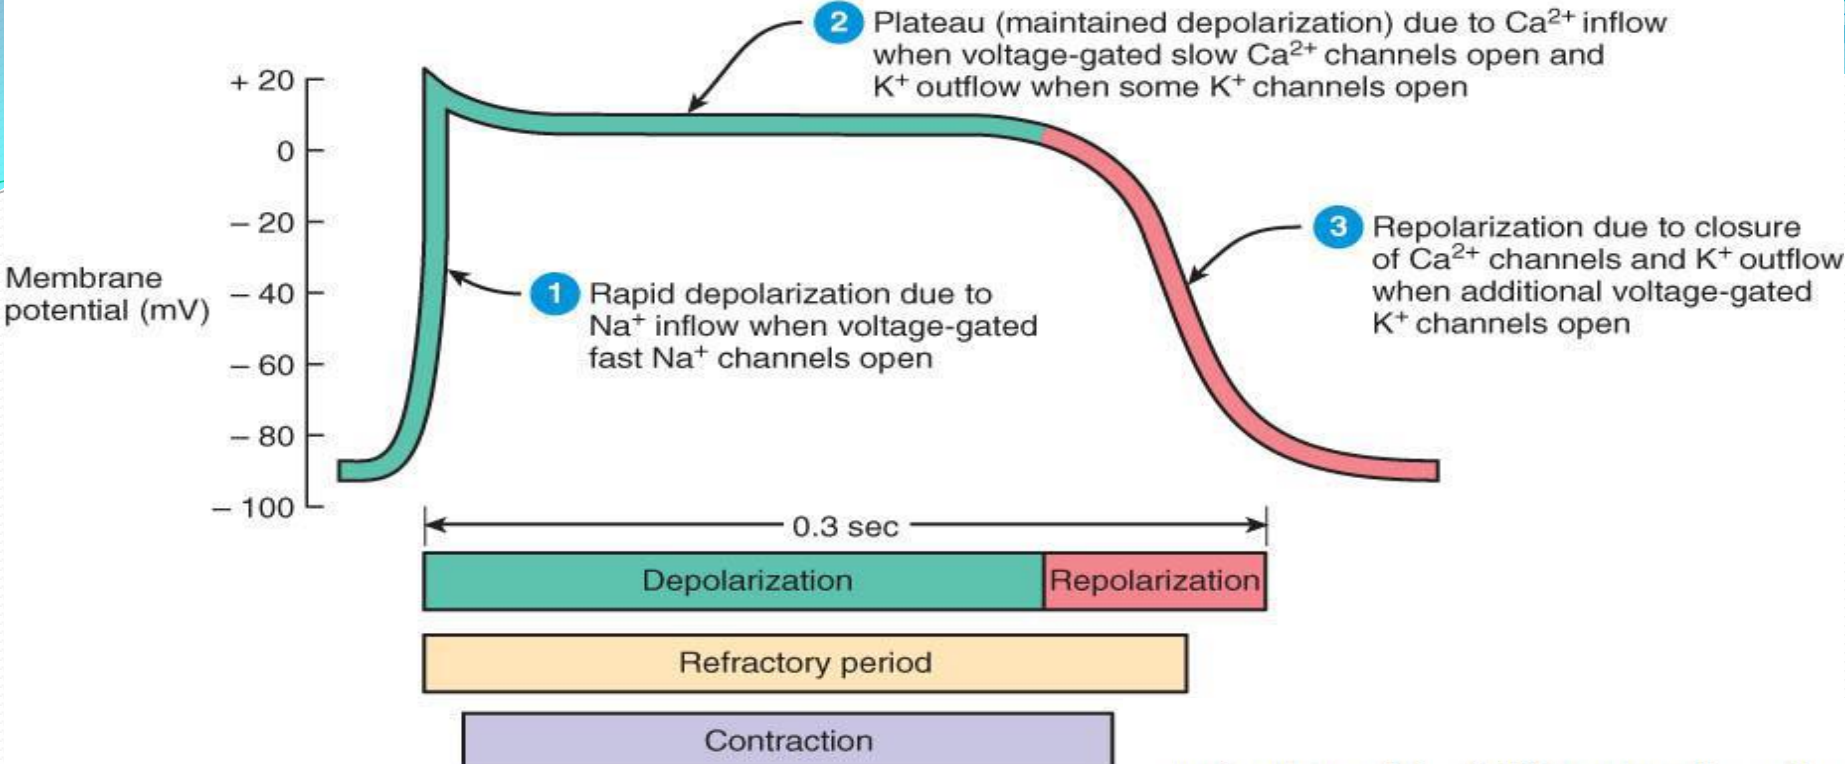 2 Plateau (maintained depolarization) due to Ca²⁺ inflow
when voltage-gated slow Ca²⁺ channels open and
K⁺ outflow when some K⁺ channels open
+ 20
0
– 20
– 40
– 60
– 80
– 100
Membrane
potential (mV)
1 Rapid depolarization due to
Na⁺ inflow when voltage-gated
fast Na⁺ channels open
3 Repolarization due to closure
of Ca²⁺ channels and K⁺ outflow
when additional voltage-gated
K⁺ channels open
0.3 sec
Depolarization
Repolarization
Refractory period
Contraction